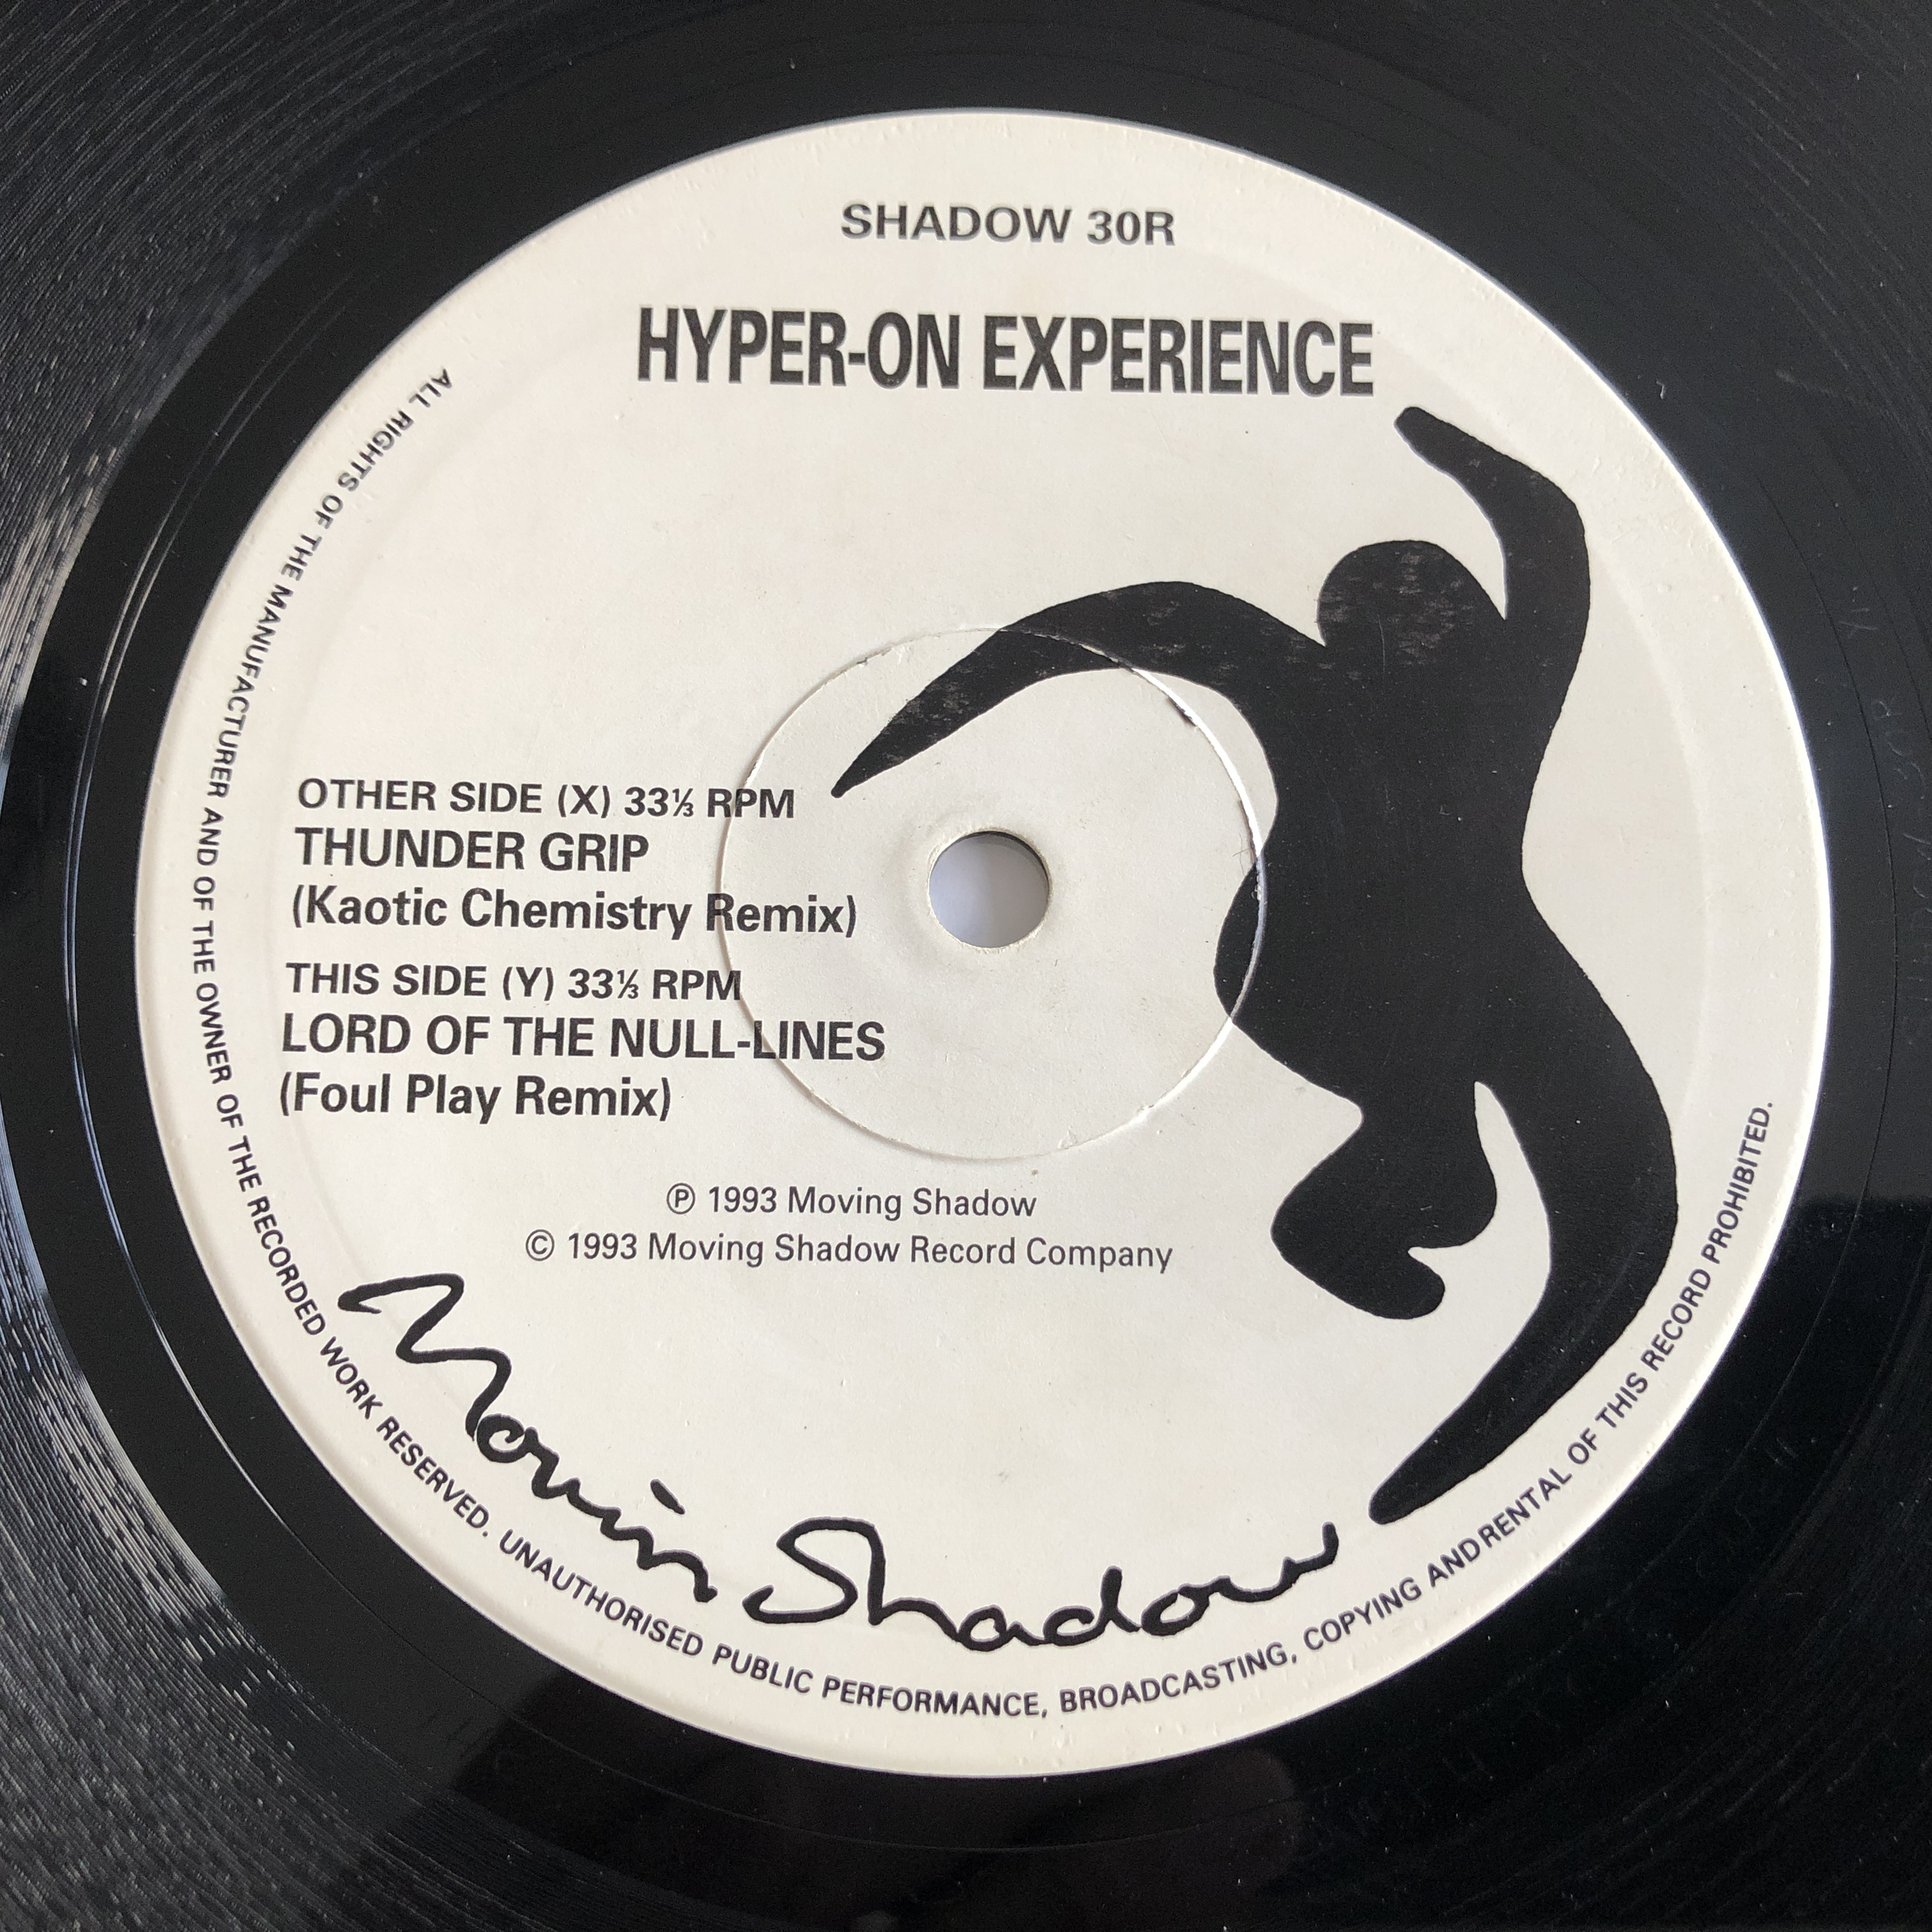 SHADOW 30R
HYPER-ON EXPERIENCE
OTHER SIDE (X) 33⅓ RPM
THUNDER GRIP
(Kaotic Chemistry Remix)
THIS SIDE (Y) 33⅓ RPM
LORD OF THE NULL-LINES
(Foul Play Remix)
℗ 1993 Moving Shadow
© 1993 Moving Shadow Record Company
Movin Shadow
ALL RIGHTS OF THE MANUFACTURER AND OF THE OWNER OF THE RECORDED WORK RESERVED. UNAUTHORISED PUBLIC PERFORMANCE, BROADCASTING, COPYING AND RENTAL OF THIS RECORD PROHIBITED.